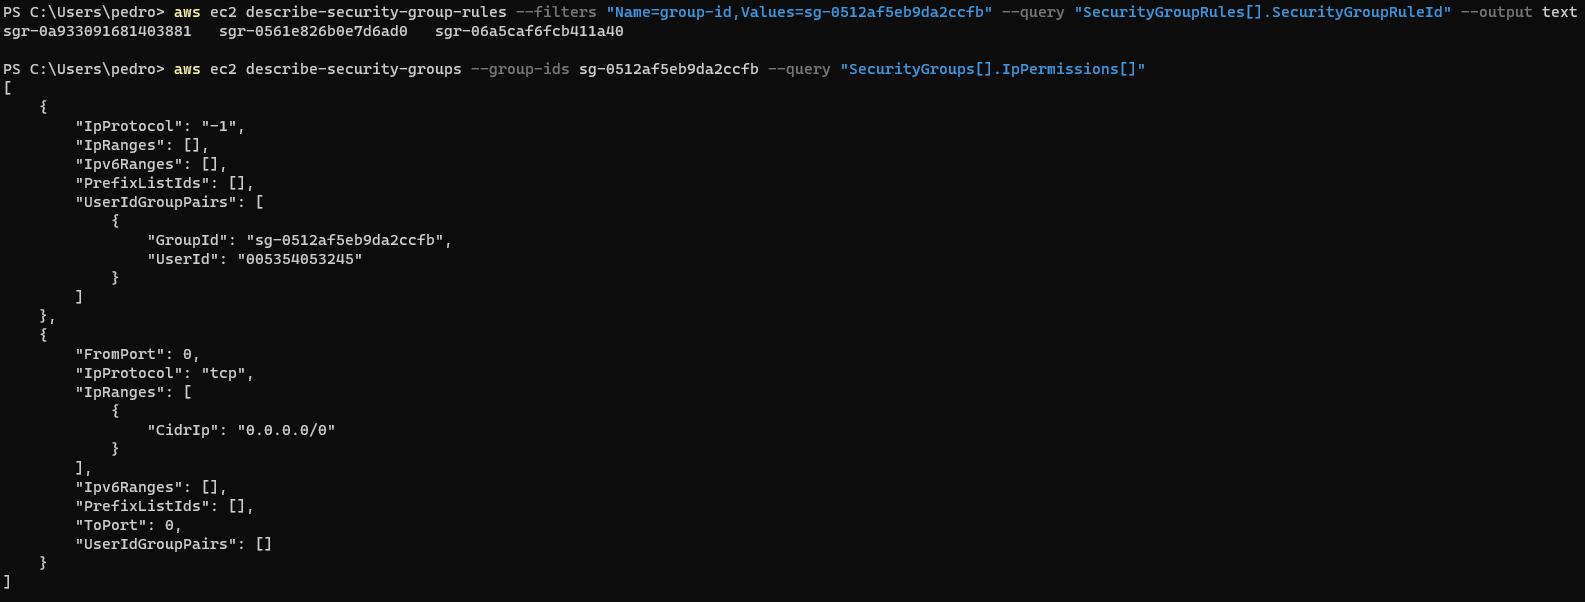 PS C:\Users\pedro> aws ec2 describe-security-group-rules --filters "Name=group-id,Values=sg-0512af5eb9da2ccfb" --query "SecurityGroupRules[].SecurityGroupRuleId" --output text
sgr-0a933091681403881   sgr-0561e826b0e7d6ad0   sgr-06a5caf6fcb411a40

PS C:\Users\pedro> aws ec2 describe-security-groups --group-ids sg-0512af5eb9da2ccfb --query "SecurityGroups[].IpPermissions[]"
[
    {
        "IpProtocol": "-1",
        "IpRanges": [],
        "Ipv6Ranges": [],
        "PrefixListIds": [],
        "UserIdGroupPairs": [
            {
                "GroupId": "sg-0512af5eb9da2ccfb",
                "UserId": "005354053245"
            }
        ]
    },
    {
        "FromPort": 0,
        "IpProtocol": "tcp",
        "IpRanges": [
            {
                "CidrIp": "0.0.0.0/0"
            }
        ],
        "Ipv6Ranges": [],
        "PrefixListIds": [],
        "ToPort": 0,
        "UserIdGroupPairs": []
    }
]